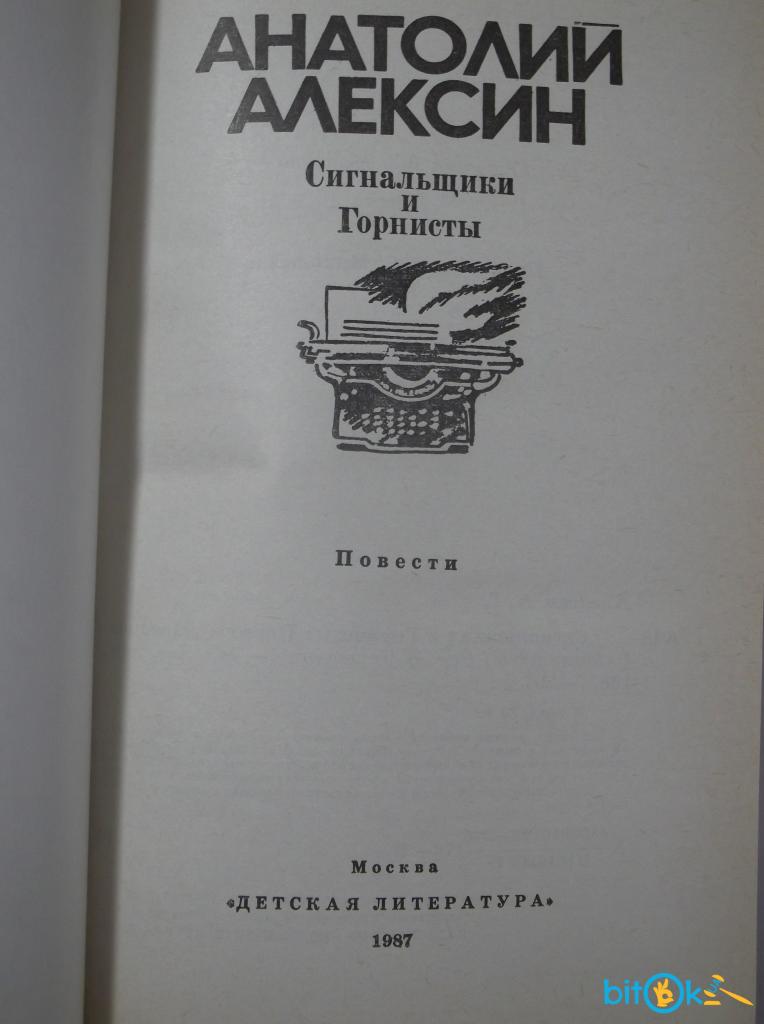 АНАТОЛИЙ
АЛЕКСИН
Сигнальщики
и
Горнисты
Повести
Москва
«ДЕТСКАЯ ЛИТЕРАТУРА»
1987
bitOk